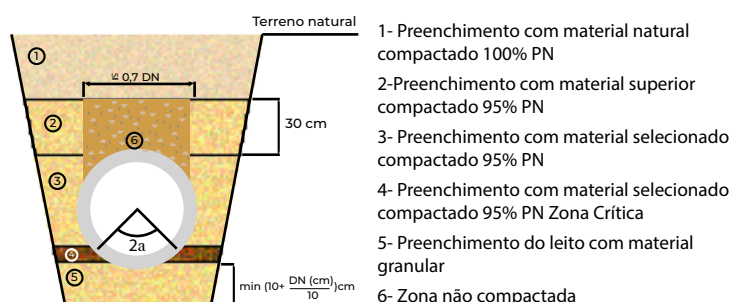 Terreno natural
1
≤ 0,7 DN
2
6
30 cm
3
2a
4
5
min (10+ DN (cm)/10)cm
1- Preenchimento com material natural
compactado 100% PN
2-Preenchimento com material superior
compactado 95% PN
3- Preenchimento com material selecionado
compactado 95% PN
4- Preenchimento com material selecionado
compactado 95% PN Zona Crítica
5- Preenchimento do leito com material
granular
6- Zona não compactada